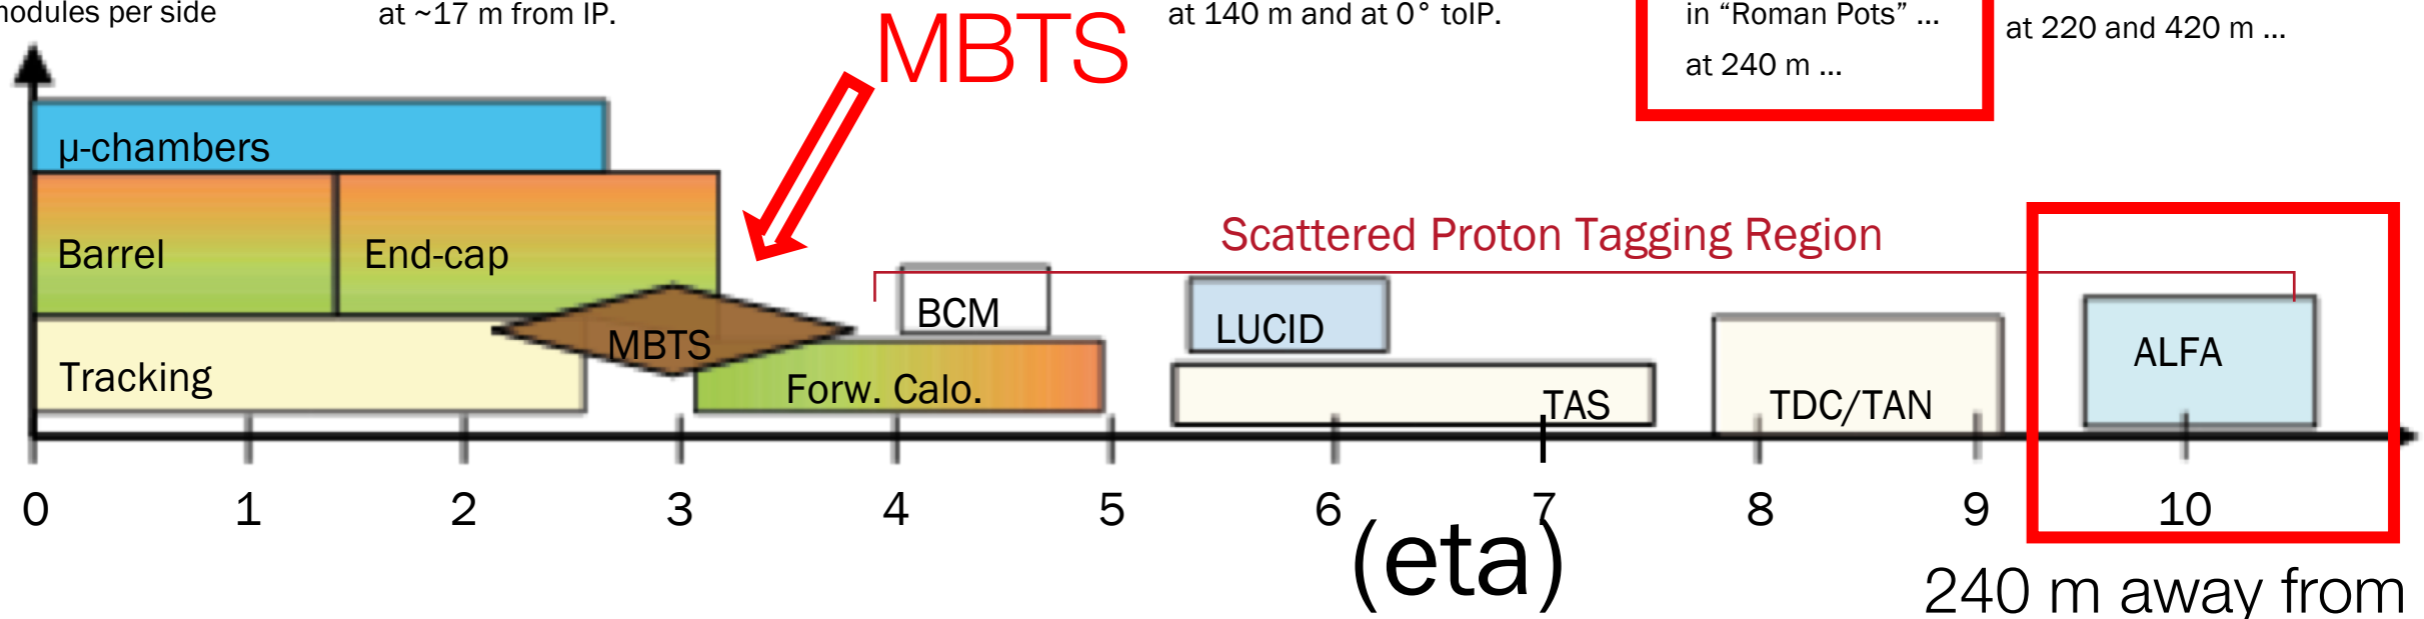 modules per side
at ~17 m from IP.
at 140 m and at 0° toIP.
in “Roman Pots” ...
at 240 m ...
at 220 and 420 m ...
MBTS
µ-chambers
Barrel
End-cap
Scattered Proton Tagging Region
BCM
LUCID
MBTS
ALFA
Tracking
Forw. Calo.
TAS
TDC/TAN
0 1 2 3 4 5 6 7 8 9 10
(eta)
240 m away from